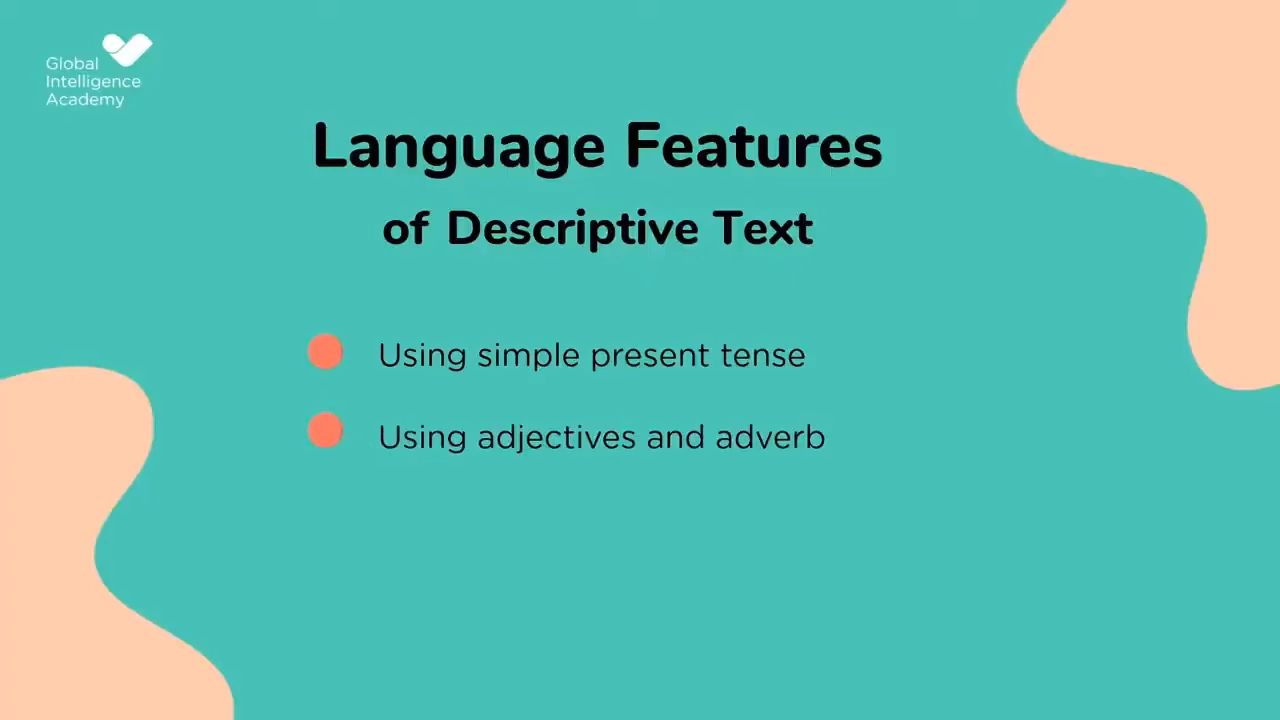 Global
Intelligence
Academy
Language Features
of Descriptive Text
Using simple present tense
Using adjectives and adverb